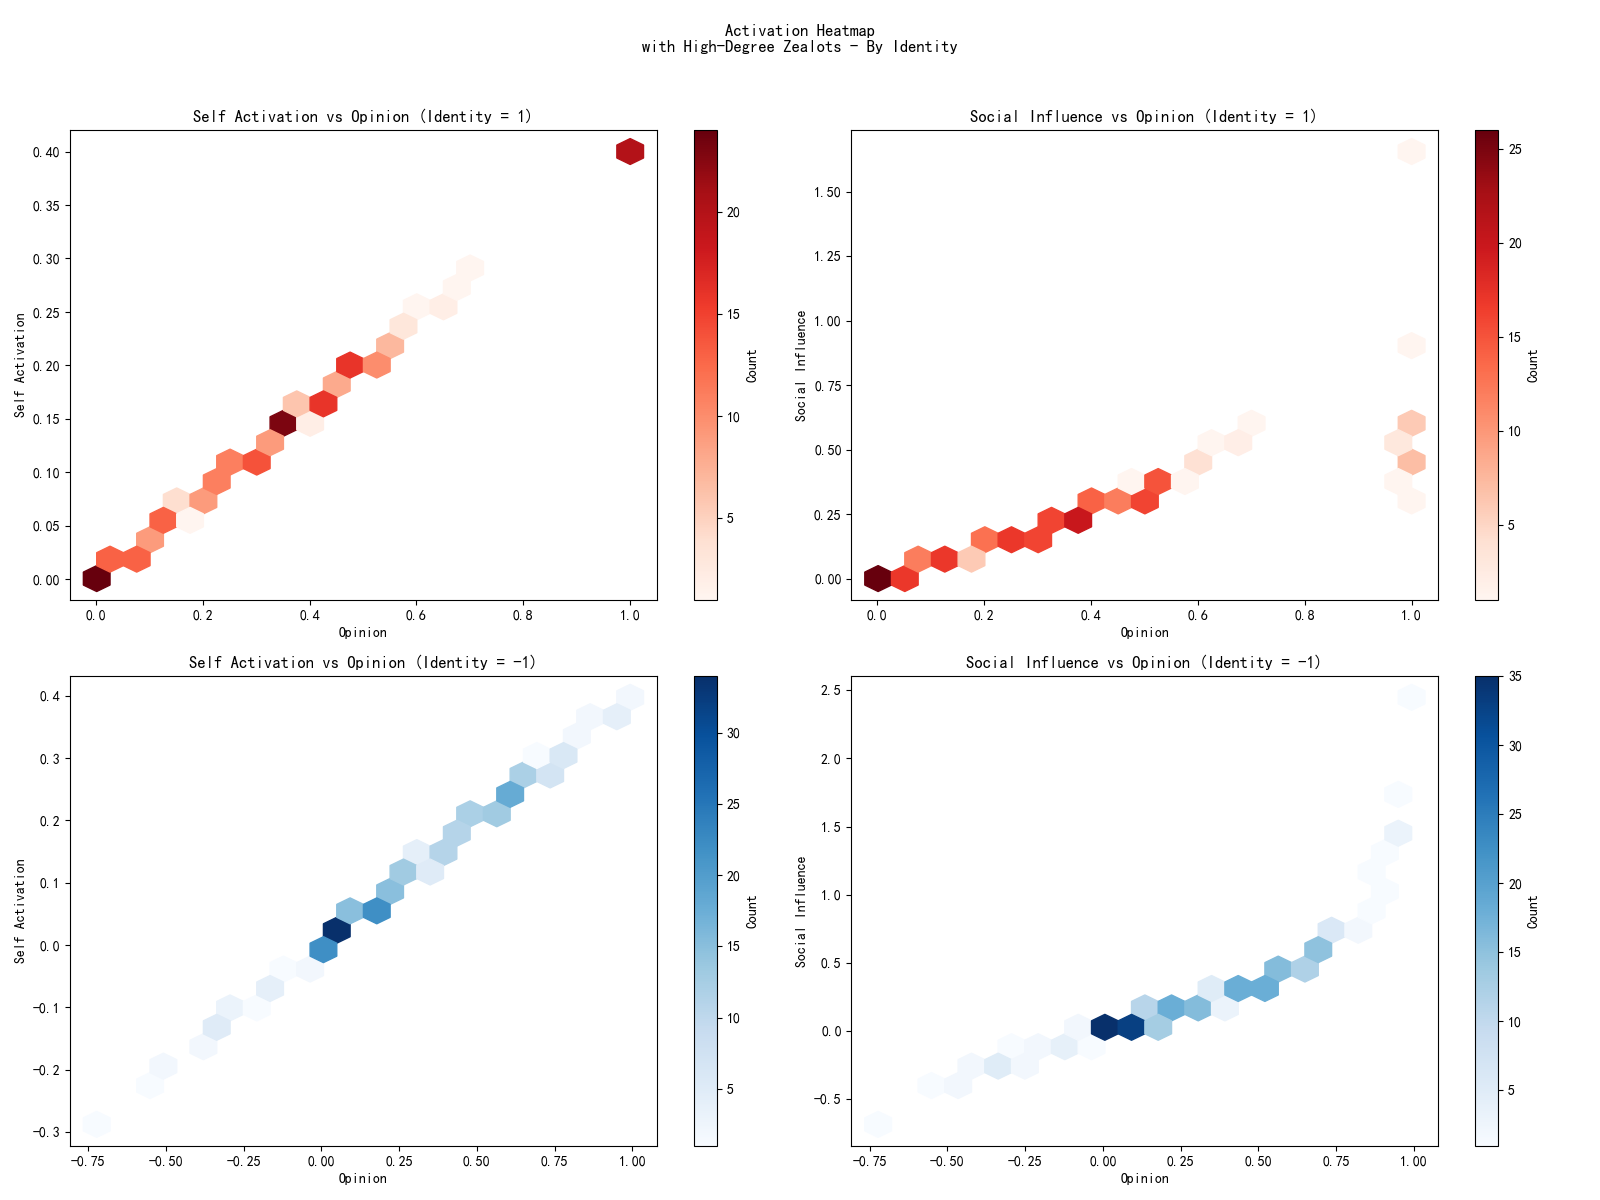 Activation Heatmap
with High-Degree Zealots - By Identity
Self Activation vs Opinion (Identity = 1)
Self Activation
0.40
0.35
0.30
0.25
0.20
0.15
0.10
0.05
0.00
0.0 0.2 0.4 0.6 0.8 1.0
Opinion
20
15
10
5
Count
Social Influence vs Opinion (Identity = 1)
Social Influence
1.50
1.25
1.00
0.75
0.50
0.25
0.00
0.0 0.2 0.4 0.6 0.8 1.0
Opinion
25
20
15
10
5
Count
Self Activation vs Opinion (Identity = -1)
Self Activation
0.4
0.3
0.2
0.1
0.0
-0.1
-0.2
-0.3
-0.75 -0.50 -0.25 0.00 0.25 0.50 0.75 1.00
Opinion
30
25
20
15
10
5
Count
Social Influence vs Opinion (Identity = -1)
Social Influence
2.5
2.0
1.5
1.0
0.5
0.0
-0.5
-0.75 -0.50 -0.25 0.00 0.25 0.50 0.75 1.00
Opinion
35
30
25
20
15
10
5
Count